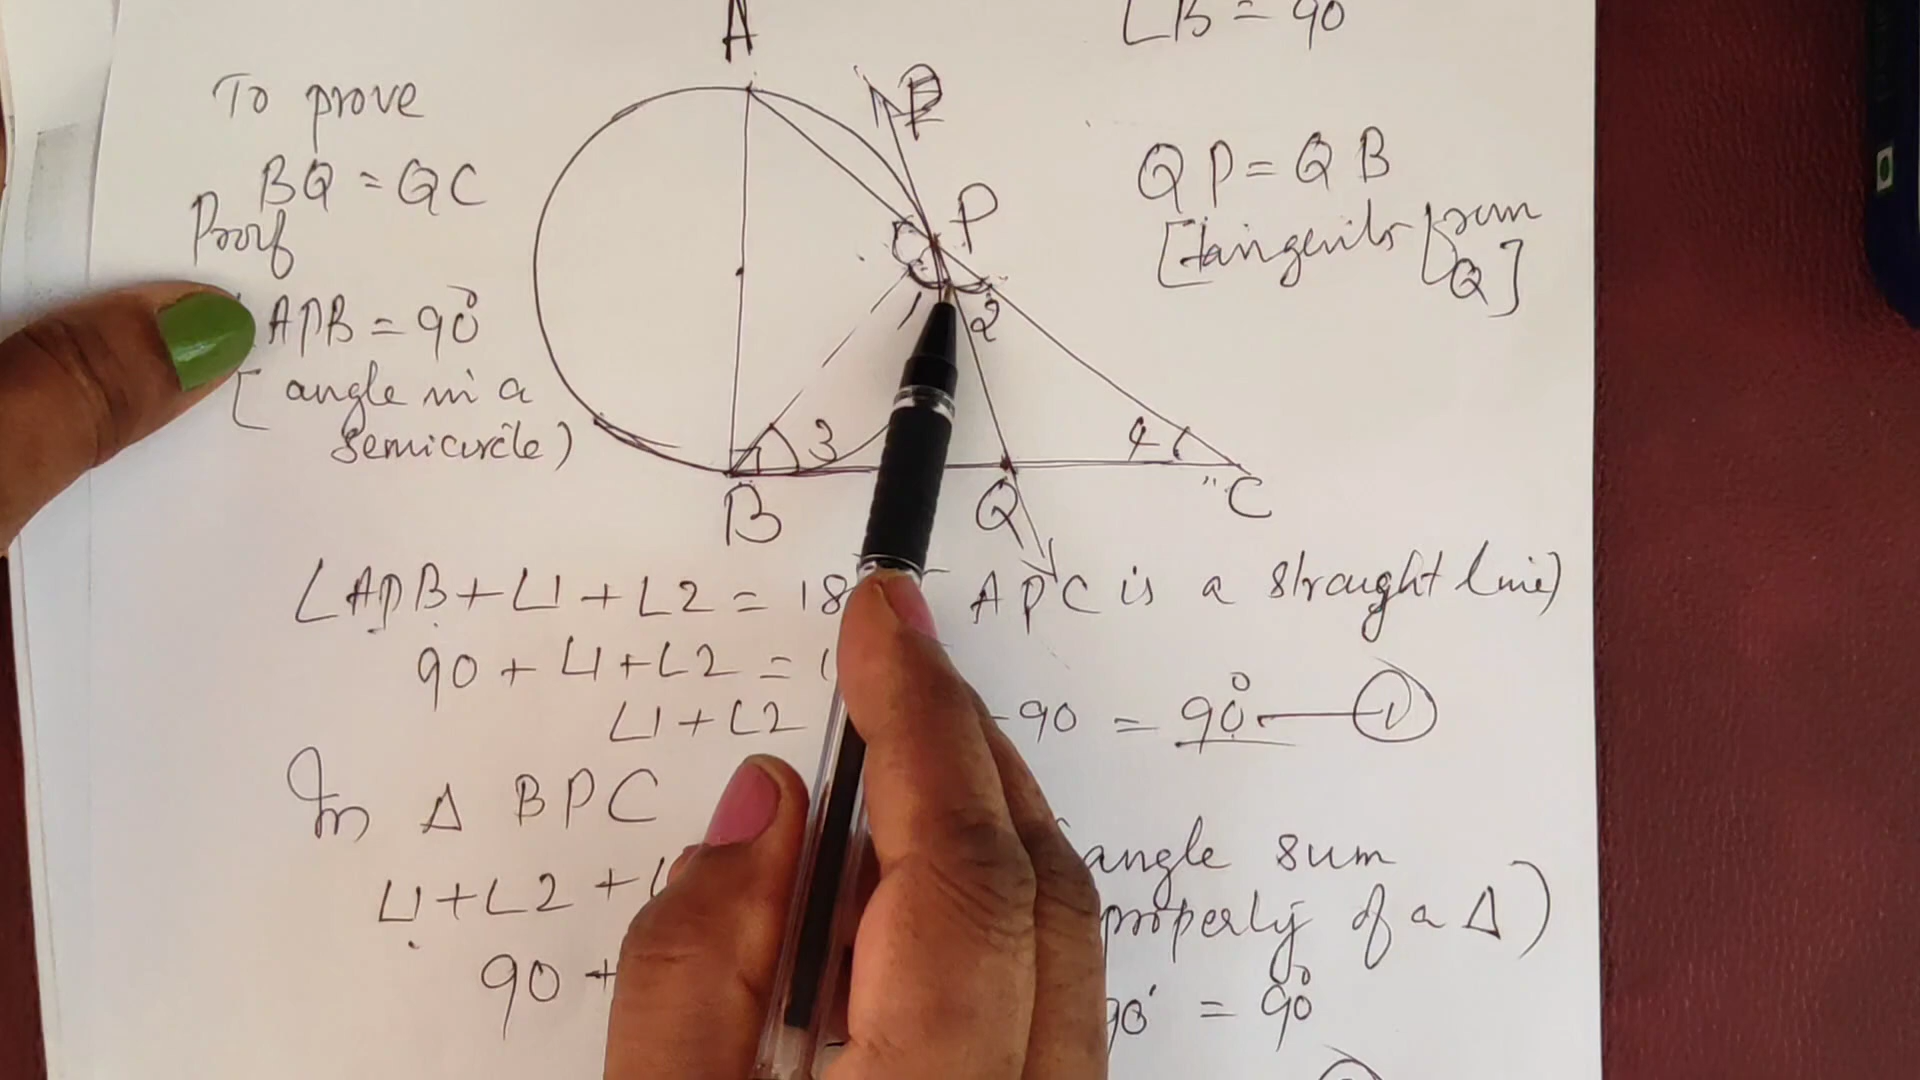 ∠B = 90
To prove
BQ = QC
Proof
∠APB = 90°
[angle in a
semicircle)
A
P
P
1
2
3
4
B
Q
C
QP = QB
[tangents from
Q]
∠APB + ∠1 + ∠2 = 18 APC is a straught line)
90 + ∠1 + ∠2 = 1
∠1 + ∠2 - 90 = 90° ①
In Δ BPC
∠1 + ∠2 + ∠ angle sum
property of a Δ)
90 + 90° = 90°